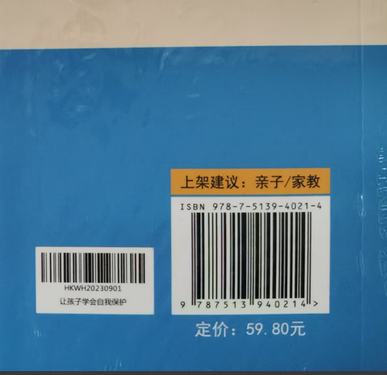 上架建议：亲子/家教
ISBN 978-7-5139-4021-4
9 787513 940214 >
定价：59.80元
HKWH20230901
让孩子学会自我保护